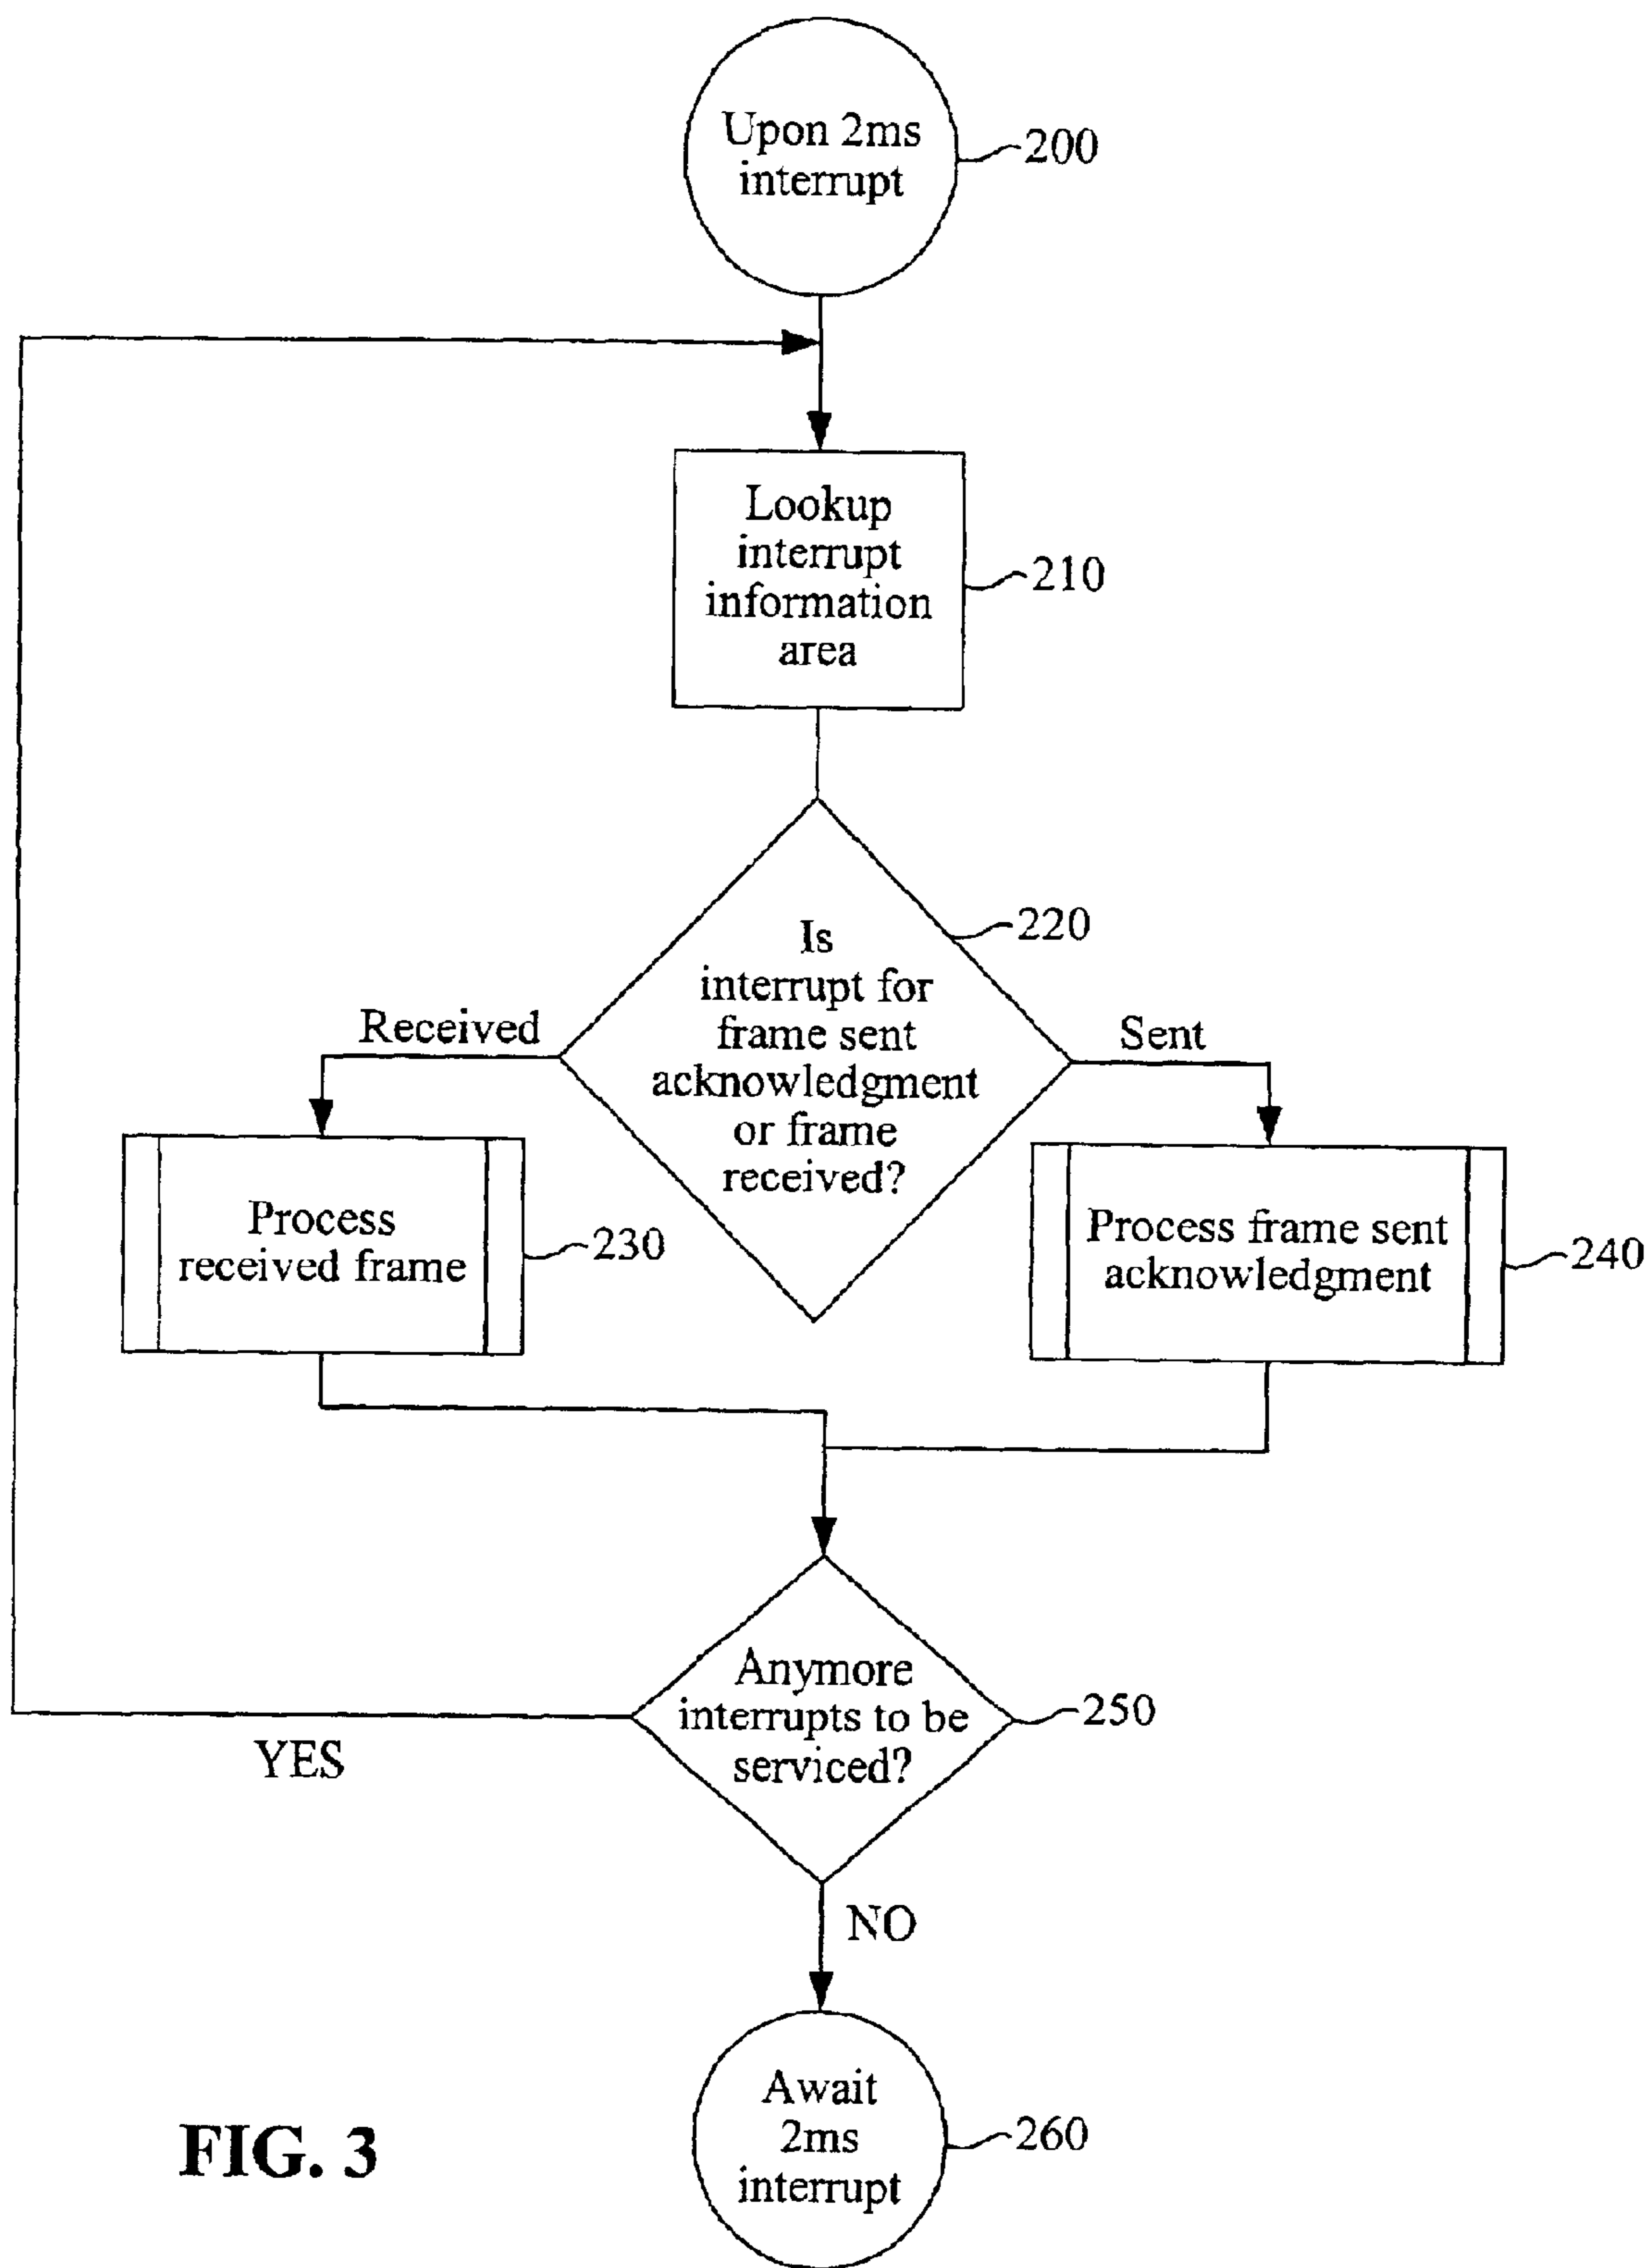 Upon 2ms
interrupt
200
Lookup
interrupt
information
area
210
Is
interrupt for
frame sent
acknowledgment
or frame
received?
220
Received
Sent
Process
received frame
230
Process frame sent
acknowledgment
240
Anymore
interrupts to be
serviced?
250
YES
NO
Await
2ms
interrupt
260
FIG. 3